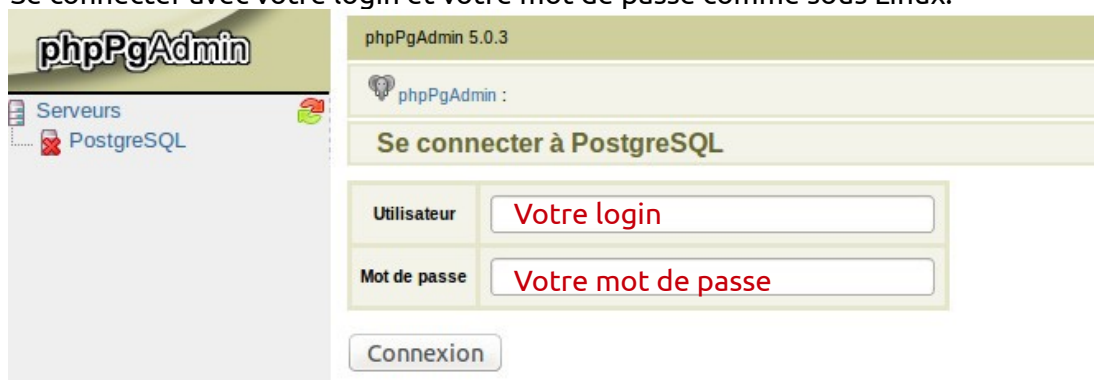 Se connecter avec votre login et votre mot de passe comme sous Linux.
phpPgAdmin
Serveurs
PostgreSQL
phpPgAdmin 5.0.3
phpPgAdmin :
Se connecter à PostgreSQL
Utilisateur
Votre login
Mot de passe
Votre mot de passe
Connexion